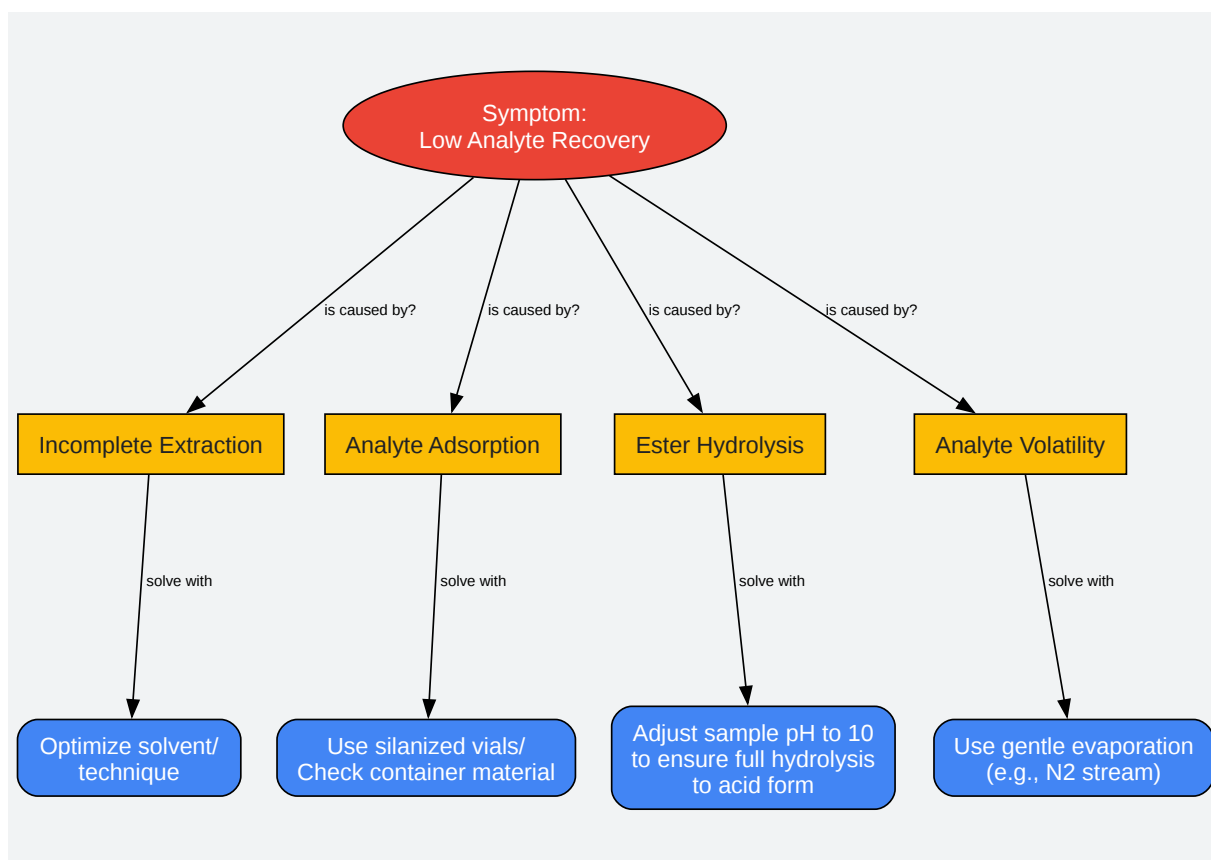 Symptom:
Low Analyte Recovery
is caused by?
is caused by?
is caused by?
is caused by?
Incomplete Extraction
Analyte Adsorption
Ester Hydrolysis
Analyte Volatility
solve with
solve with
solve with
solve with
Optimize solvent/
technique
Use silanized vials/
Check container material
Adjust sample pH to 10
to ensure full hydrolysis
to acid form
Use gentle evaporation
(e.g., N2 stream)